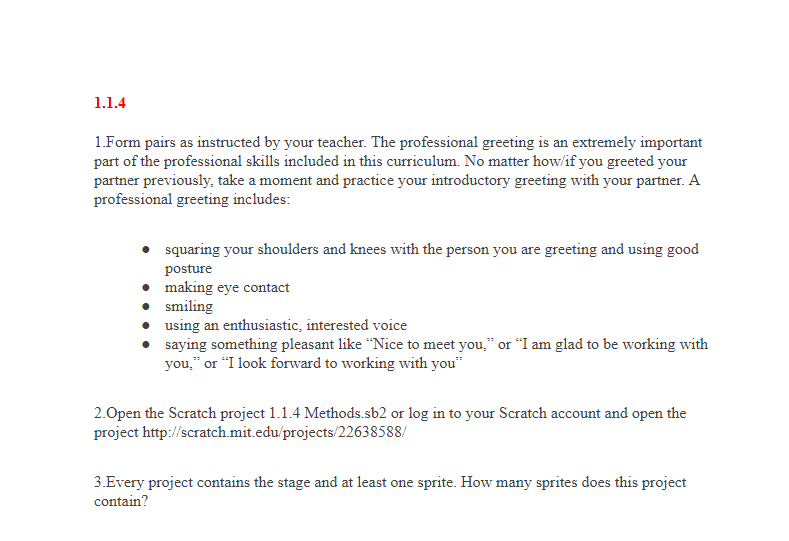 1.1.4
1.Form pairs as instructed by your teacher. The professional greeting is an extremely important
part of the professional skills included in this curriculum. No matter how/if you greeted your
partner previously, take a moment and practice your introductory greeting with your partner. A
professional greeting includes:
● squaring your shoulders and knees with the person you are greeting and using good
posture
● making eye contact
● smiling
● using an enthusiastic, interested voice
● saying something pleasant like “Nice to meet you,” or “I am glad to be working with
you,” or “I look forward to working with you”
2.Open the Scratch project 1.1.4 Methods.sb2 or log in to your Scratch account and open the
project http://scratch.mit.edu/projects/22638588/
3.Every project contains the stage and at least one sprite. How many sprites does this project
contain?